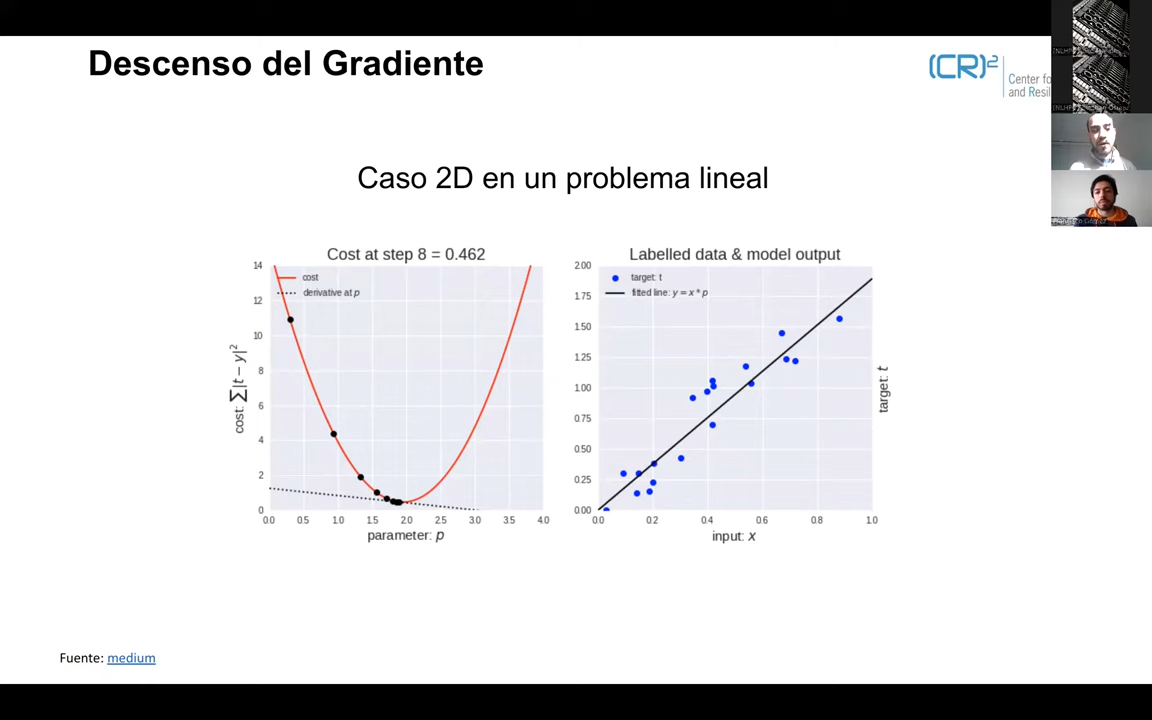 Descenso del Gradiente
(CR)²
Center fo
and Resil
Caso 2D en un problema lineal
Cost at step 8 = 0.462
cost
derivative at p
14
12
10
8
6
4
2
0
0.0 0.5 1.0 1.5 2.0 2.5 3.0 3.5 4.0
cost: ∑|t − y|²
parameter: p
Labelled data & model output
target: t
fitted line: y = x * p
2.00
1.75
1.50
1.25
1.00
0.75
0.50
0.25
0.00
0.0 0.2 0.4 0.6 0.8 1.0
input: x
target: t
Fuente: medium